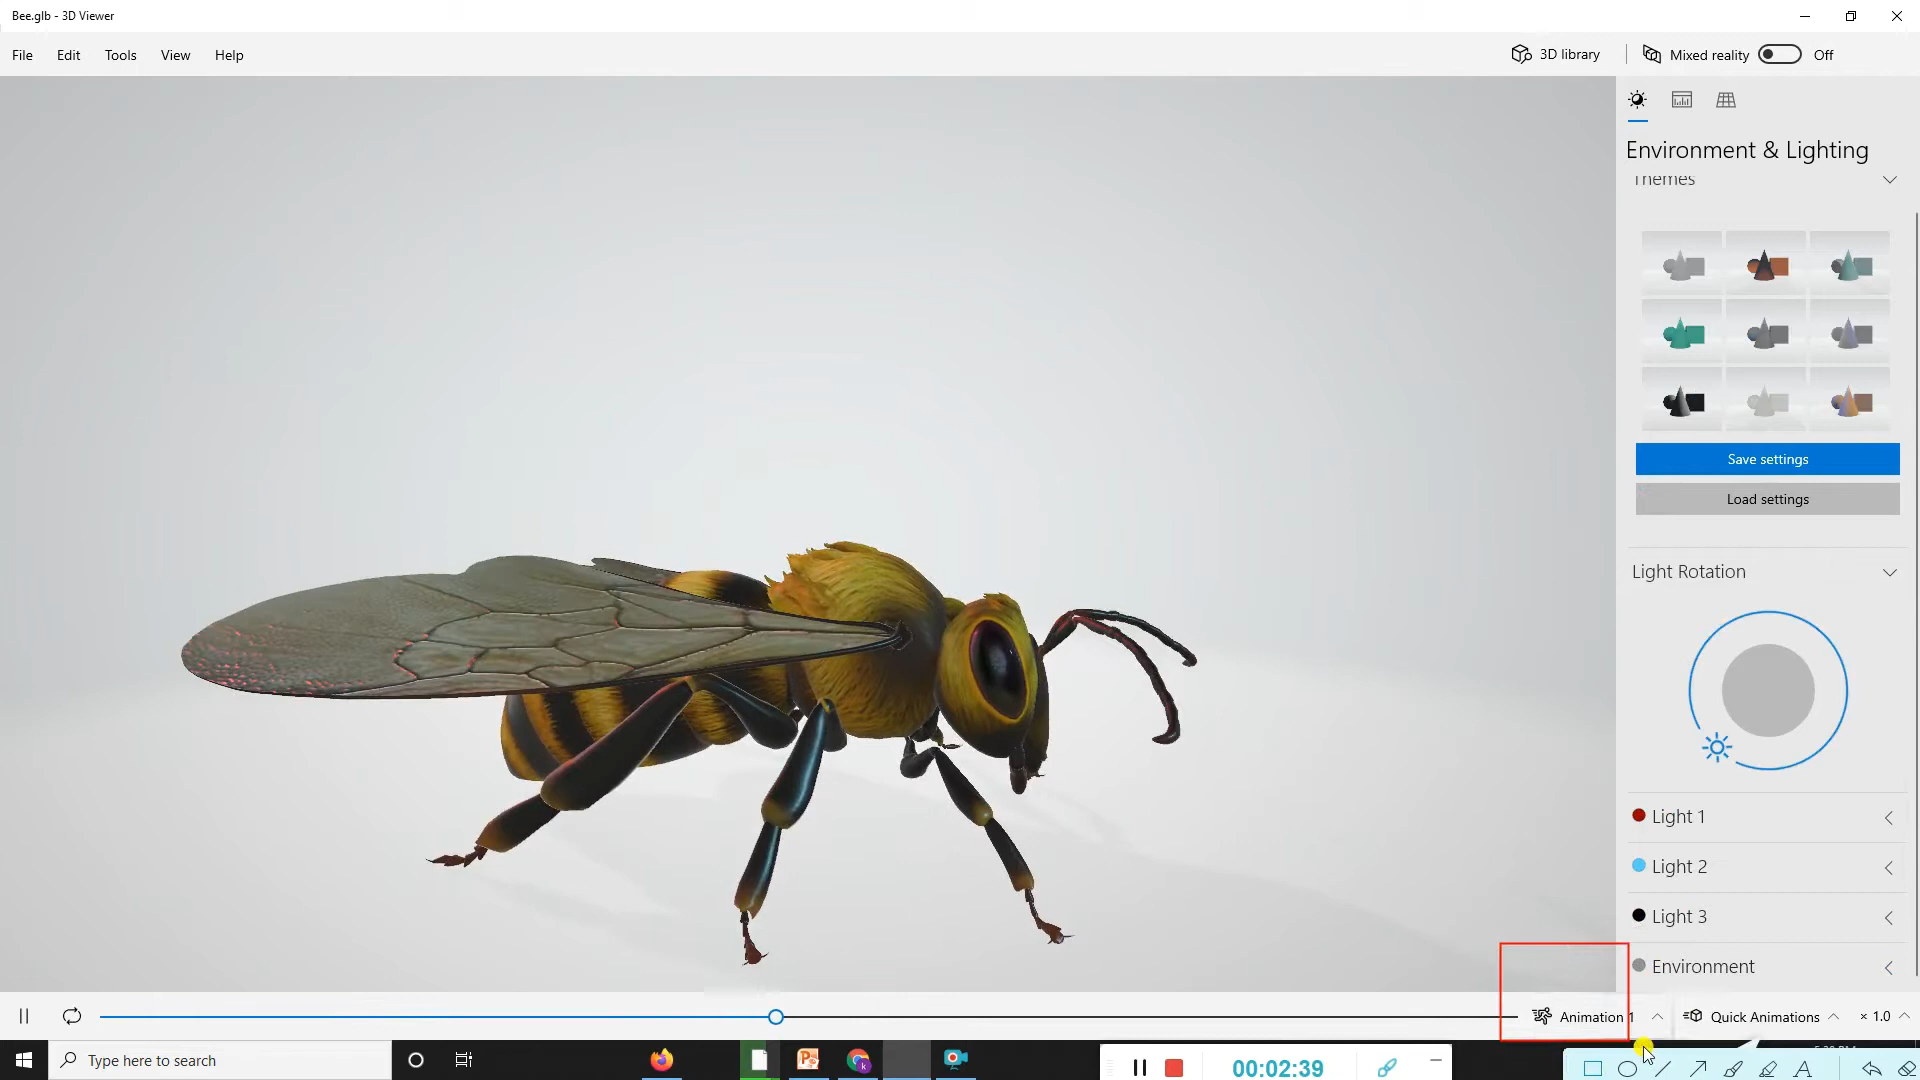 Bee.glb - 3D Viewer
File Edit Tools View Help
3D library
Mixed reality Off
Environment & Lighting
Themes
Save settings
Load settings
Light Rotation
Light 1
Light 2
Light 3
Environment
Animation 1
Quick Animations
× 1.0
Type here to search
00:02:39